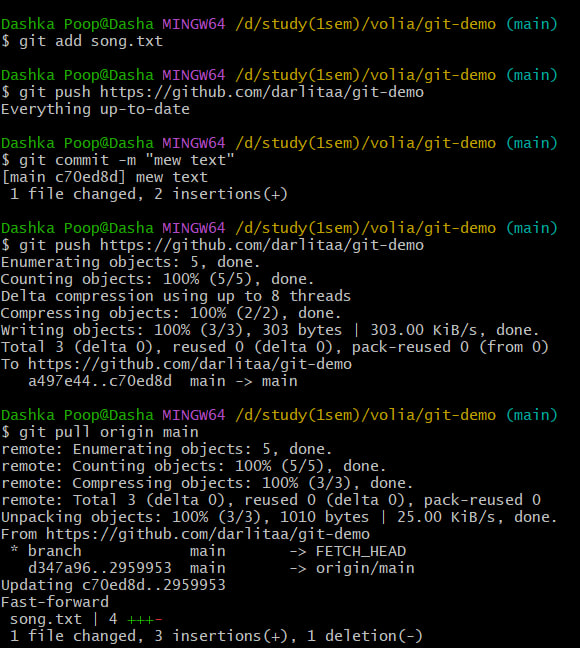 Dashka Poop@Dasha MINGW64 /d/study(1sem)/volia/git-demo (main)
$ git add song.txt
Dashka Poop@Dasha MINGW64 /d/study(1sem)/volia/git-demo (main)
$ git push https://github.com/darlitaa/git-demo
Everything up-to-date
Dashka Poop@Dasha MINGW64 /d/study(1sem)/volia/git-demo (main)
$ git commit -m "mew text"
[main c70ed8d] mew text
 1 file changed, 2 insertions(+)
Dashka Poop@Dasha MINGW64 /d/study(1sem)/volia/git-demo (main)
$ git push https://github.com/darlitaa/git-demo
Enumerating objects: 5, done.
Counting objects: 100% (5/5), done.
Delta compression using up to 8 threads
Compressing objects: 100% (2/2), done.
Writing objects: 100% (3/3), 303 bytes | 303.00 KiB/s, done.
Total 3 (delta 0), reused 0 (delta 0), pack-reused 0 (from 0)
To https://github.com/darlitaa/git-demo
   a497e44..c70ed8d  main -> main
Dashka Poop@Dasha MINGW64 /d/study(1sem)/volia/git-demo (main)
$ git pull origin main
remote: Enumerating objects: 5, done.
remote: Counting objects: 100% (5/5), done.
remote: Compressing objects: 100% (3/3), done.
remote: Total 3 (delta 0), reused 0 (delta 0), pack-reused 0
Unpacking objects: 100% (3/3), 1010 bytes | 25.00 KiB/s, done.
From https://github.com/darlitaa/git-demo
 * branch            main       -> FETCH_HEAD
   d347a96..2959953  main       -> origin/main
Updating c70ed8d..2959953
Fast-forward
 song.txt | 4 +++-
 1 file changed, 3 insertions(+), 1 deletion(-)